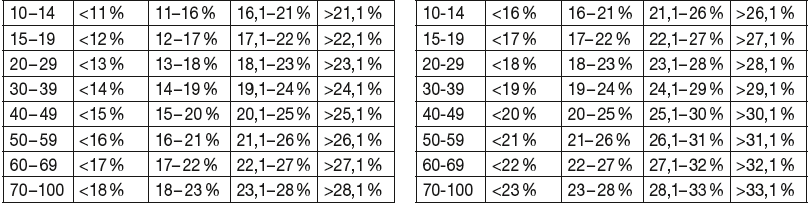 10–14 <11 % 11–16 % 16,1–21 % >21,1 %
15–19 <12 % 12–17 % 17,1–22 % >22,1 %
20–29 <13 % 13–18 % 18,1–23 % >23,1 %
30–39 <14 % 14–19 % 19,1–24 % >24,1 %
40–49 <15 % 15–20 % 20,1–25 % >25,1 %
50–59 <16 % 16–21 % 21,1–26 % >26,1 %
60–69 <17 % 17–22 % 22,1–27 % >27,1 %
70–100 <18 % 18–23 % 23,1–28 % >28,1 %
10-14 <16 % 16–21 % 21,1–26 % >26,1 %
15-19 <17 % 17–22 % 22,1–27 % >27,1 %
20-29 <18 % 18–23 % 23,1–28 % >28,1 %
30-39 <19 % 19–24 % 24,1–29 % >29,1 %
40-49 <20 % 20–25 % 25,1–30 % >30,1 %
50-59 <21 % 21–26 % 26,1–31 % >31,1 %
60-69 <22 % 22–27 % 27,1–32 % >32,1 %
70-100 <23 % 23–28 % 28,1–33 % >33,1 %